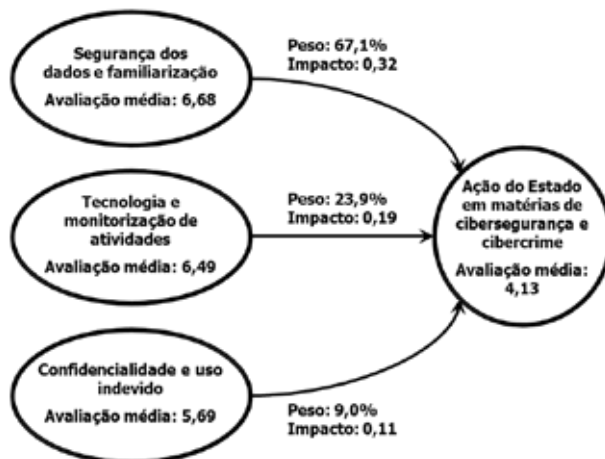 Segurança dos
dados e familiarização
Avaliação média: 6,68
Peso: 67,1%
Impacto: 0,32
Tecnologia e
monitorização de
atividades
Avaliação média: 6,49
Peso: 23,9%
Impacto: 0,19
Ação do Estado
em matérias de
cibersegurança e
cibercrime
Avaliação média:
4,13
Confidencialidade e uso
indevido
Avaliação média: 5,69
Peso: 9,0%
Impacto: 0,11